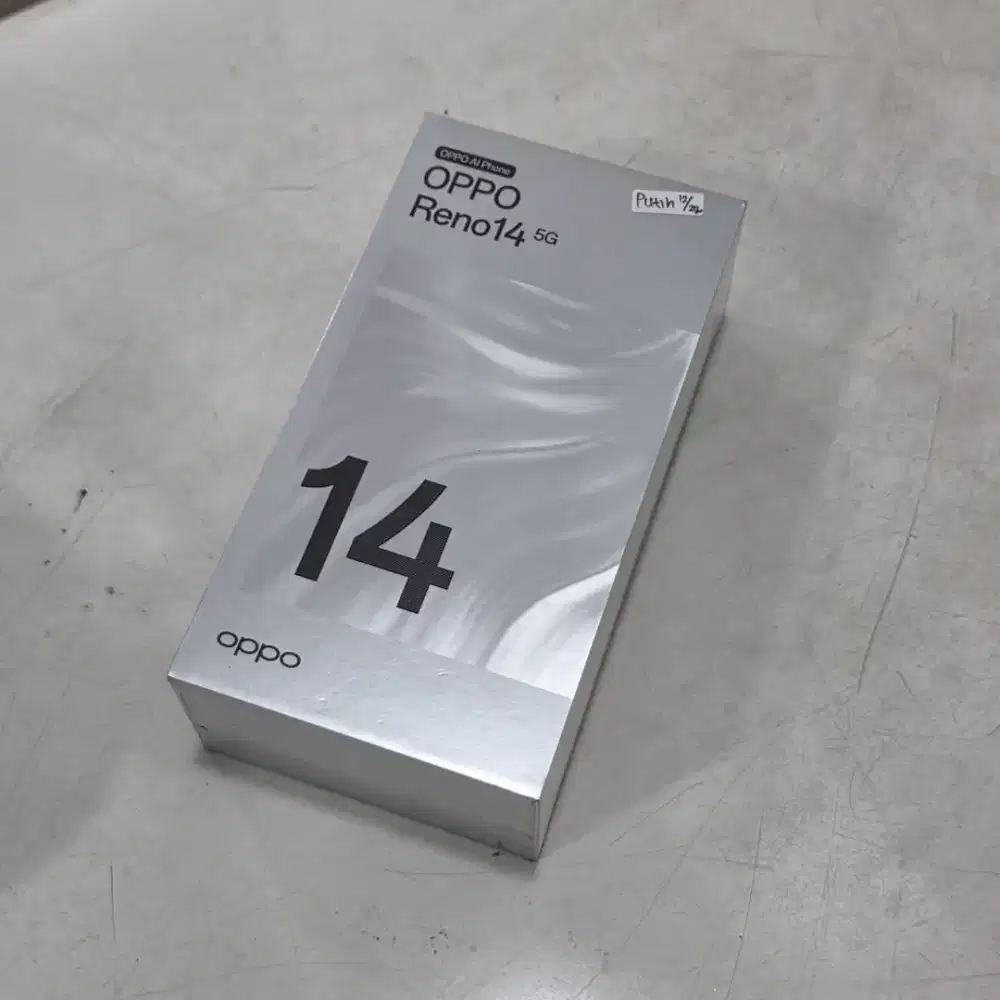 OPPO AI Phone
OPPO
Reno14 5G
Putih
14
oppo